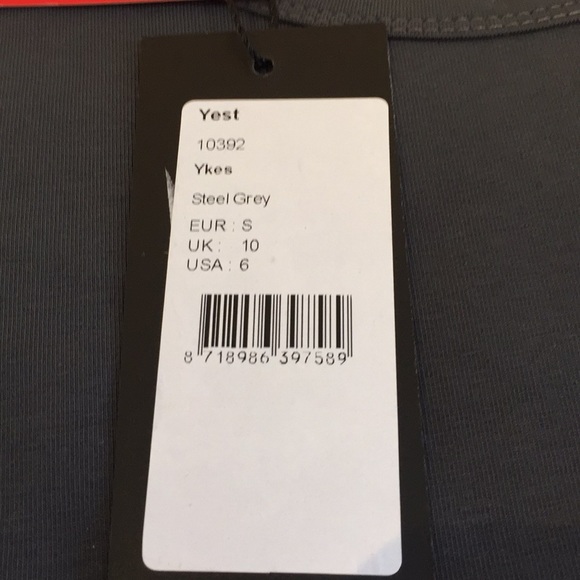 Yest
10392
Ykes
Steel Grey
EUR : S
UK : 10
USA : 6
8 718986 397589